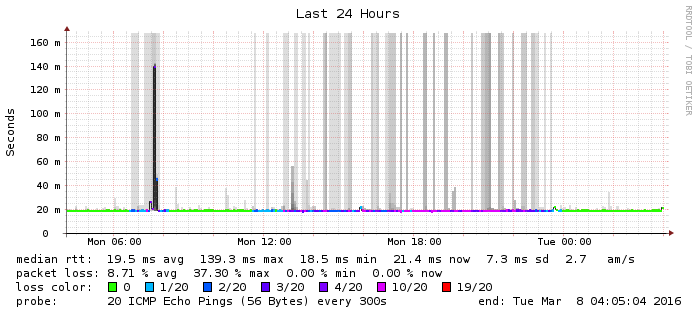 Last 24 Hours
RRDTOOL / TOBI OETIKER
Seconds
160 m
140 m
120 m
100 m
80 m
60 m
40 m
20 m
0
Mon 06:00 Mon 12:00 Mon 18:00 Tue 00:00
median rtt: 19.5 ms avg 139.3 ms max 18.5 ms min 21.4 ms now 7.3 ms sd 2.7 am/s
packet loss: 8.71 % avg 37.30 % max 0.00 % min 0.00 % now
loss color: 0 1/20 2/20 3/20 4/20 10/20 19/20
probe: 20 ICMP Echo Pings (56 Bytes) every 300s end: Tue Mar 8 04:05:04 2016